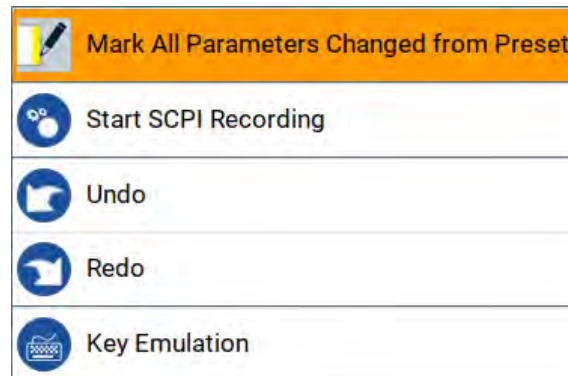 Mark All Parameters Changed from Preset
Start SCPI Recording
Undo
Redo
Key Emulation